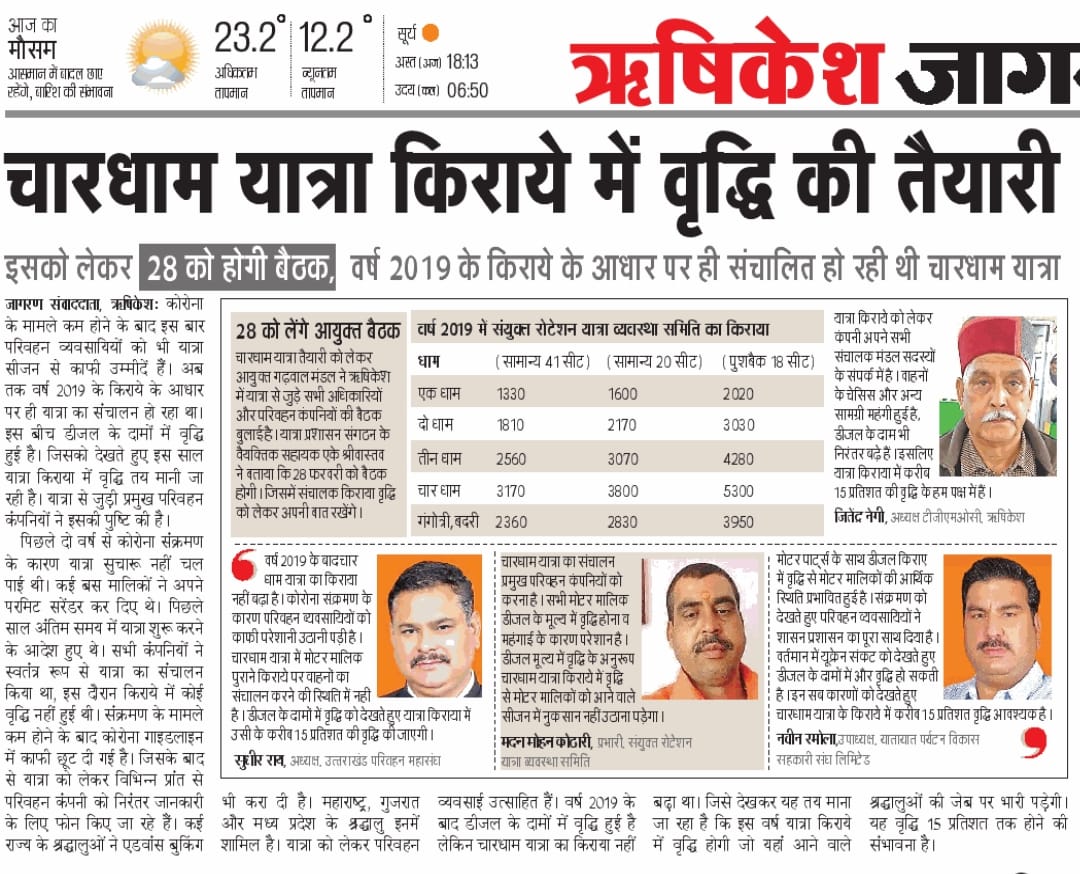 आज का
मौसम
आसमान में बादल छाए
रहेंगे, बारिश की संभावना
23.2°
अधिकतम
तापमान
12.2°
न्यूनतम
तापमान
सूर्य
अस्त (आज) 18:13
उदय (कल) 06:50
ऋषिकेश जागर
चारधाम यात्रा किराये में वृद्धि की तैयारी
इसको लेकर 28 को होगी बैठक, वर्ष 2019 के किराये के आधार पर ही संचालित हो रही थी चारधाम यात्रा
जागरण संवाददाता, ऋषिकेश: कोरोना
के मामले कम होने के बाद इस बार
परिवहन व्यवसायियों को भी यात्रा
सीजन से काफी उम्मीदें हैं। अब
तक वर्ष 2019 के किराये के आधार
पर ही यात्रा का संचालन हो रहा था।
इस बीच डीजल के दामों में वृद्धि
हुई है। जिसको देखते हुए इस साल
यात्रा किराया में वृद्धि तय मानी जा
रही है। यात्रा से जुड़ी प्रमुख परिवहन
कंपनियों ने इसकी पुष्टि की है।
पिछले दो वर्ष से कोरोना संक्रमण
के कारण यात्रा सुचारू नहीं चल
पाई थी। कई बस मालिकों ने अपने
परमिट सरेंडर कर दिए थे। पिछले
साल अंतिम समय में यात्रा शुरू करने
के आदेश हुए थे। सभी कंपनियों ने
स्वतंत्र रूप से यात्रा का संचालन
किया था, इस दौरान किराये में कोई
वृद्धि नहीं हुई थी। संक्रमण के मामले
कम होने के बाद कोरोना गाइडलाइन
में काफी छूट दी गई है। जिसके बाद
से यात्रा को लेकर विभिन्न प्रांत से
परिवहन कंपनी को निरंतर जानकारी
के लिए फोन किए जा रहे हैं। कई
राज्य के श्रद्धालुओं ने एडवांस बुकिंग
28 को लेंगे आयुक्त बैठक
चारधाम यात्रा तैयारी को लेकर
आयुक्त गढ़वाल मंडल ने ऋषिकेश
में यात्रा से जुड़े सभी अधिकारियों
और परिवहन कंपनियों की बैठक
बुलाई है। यात्रा प्रशासन संगठन के
वैयक्तिक सहायक एके श्रीवास्तव
ने बताया कि 28 फरवरी को बैठक
होगी। जिसमें संचालक किराया वृद्धि
को लेकर अपनी बात रखेंगे।
वर्ष 2019 में संयुक्त रोटेशन यात्रा व्यवस्था समिति का किराया
धाम (सामान्य 41 सीट) (सामान्य 20 सीट) (पुशबैक 18 सीट)
एक धाम 1330 1600 2020
दो धाम 1810 2170 3030
तीन धाम 2560 3070 4280
चार धाम 3170 3800 5300
गंगोत्री, बदरी 2360 2830 3950
यात्रा किराये को लेकर
कंपनी अपने सभी
संचालक मंडल सदस्यों
के संपर्क में है। वाहनों
के चेसिस और अन्य
सामग्री महंगी हुई है,
डीजल के दाम भी
निरंतर बढ़े हैं। इसलिए
यात्रा किराया में करीब
15 प्रतिशत की वृद्धि के हम पक्ष में हैं।
जितेंद्र नेगी, अध्यक्ष टीजीएमओसी, ऋषिकेश
वर्ष 2019 के बाद चार
धाम यात्रा का किराया
नहीं बढ़ा है। कोरोना संक्रमण के
कारण परिवहन व्यवसायियों को
काफी परेशानी उठानी पड़ी है।
चारधाम यात्रा में मोटर मालिक
पुराने किराये पर वाहनों का
संचालन करने की स्थिति में नही
है। डीजल के दामों में वृद्धि को देखते हुए यात्रा किराया में
उसी के करीब 15 प्रतिशत की वृद्धि की जाएगी।
सुधीर राय, अध्यक्ष, उत्तराखंड परिवहन महासंघ
चारधाम यात्रा का संचालन
प्रमुख परिवहन कंपनियों को
करना है। सभी मोटर मालिक
डीजल के मूल्य में वृद्धि होना व
महंगाई के कारण परेशान है।
डीजल मूल्य में वृद्धि के अनुरूप
चारधाम यात्रा किराये में वृद्धि
से मोटर मालिकों को आने वाले
सीजन में नुकसान नहीं उठाना पड़ेगा।
मदन मोहन कोठारी, प्रभारी, संयुक्त रोटेशन
यात्रा व्यवस्था समिति
मोटर पार्ट्स के साथ डीजल किराए
में वृद्धि से मोटर मालिकों की आर्थिक
स्थिति प्रभावित हुई है। संक्रमण को
देखते हुए परिवहन व्यवसायियों ने
शासन प्रशासन का पूरा साथ दिया है।
वर्तमान में यूक्रेन संकट को देखते हुए
डीजल के दामों में और वृद्धि हो सकती
है। इन सब कारणों को देखते हुए
चारधाम यात्रा के किराये में करीब 15 प्रतिशत वृद्धि आवश्यक है।
नवीन रमोला,उपाध्यक्ष, यातायात पर्यटन विकास
सहकारी संघ लिमिटेड
भी करा दी है। महाराष्ट्र, गुजरात
और मध्य प्रदेश के श्रद्धालु इनमें
शामिल है। यात्रा को लेकर परिवहन
व्यवसाई उत्साहित हैं। वर्ष 2019 के
बाद डीजल के दामों में वृद्धि हुई है
लेकिन चारधाम यात्रा का किराया नहीं
बढ़ा था। जिसे देखकर यह तय माना
जा रहा है कि इस वर्ष यात्रा किराये
में वृद्धि होगी जो यहां आने वाले
श्रद्धालुओं की जेब पर भारी पड़ेगी।
यह वृद्धि 15 प्रतिशत तक होने की
संभावना है।